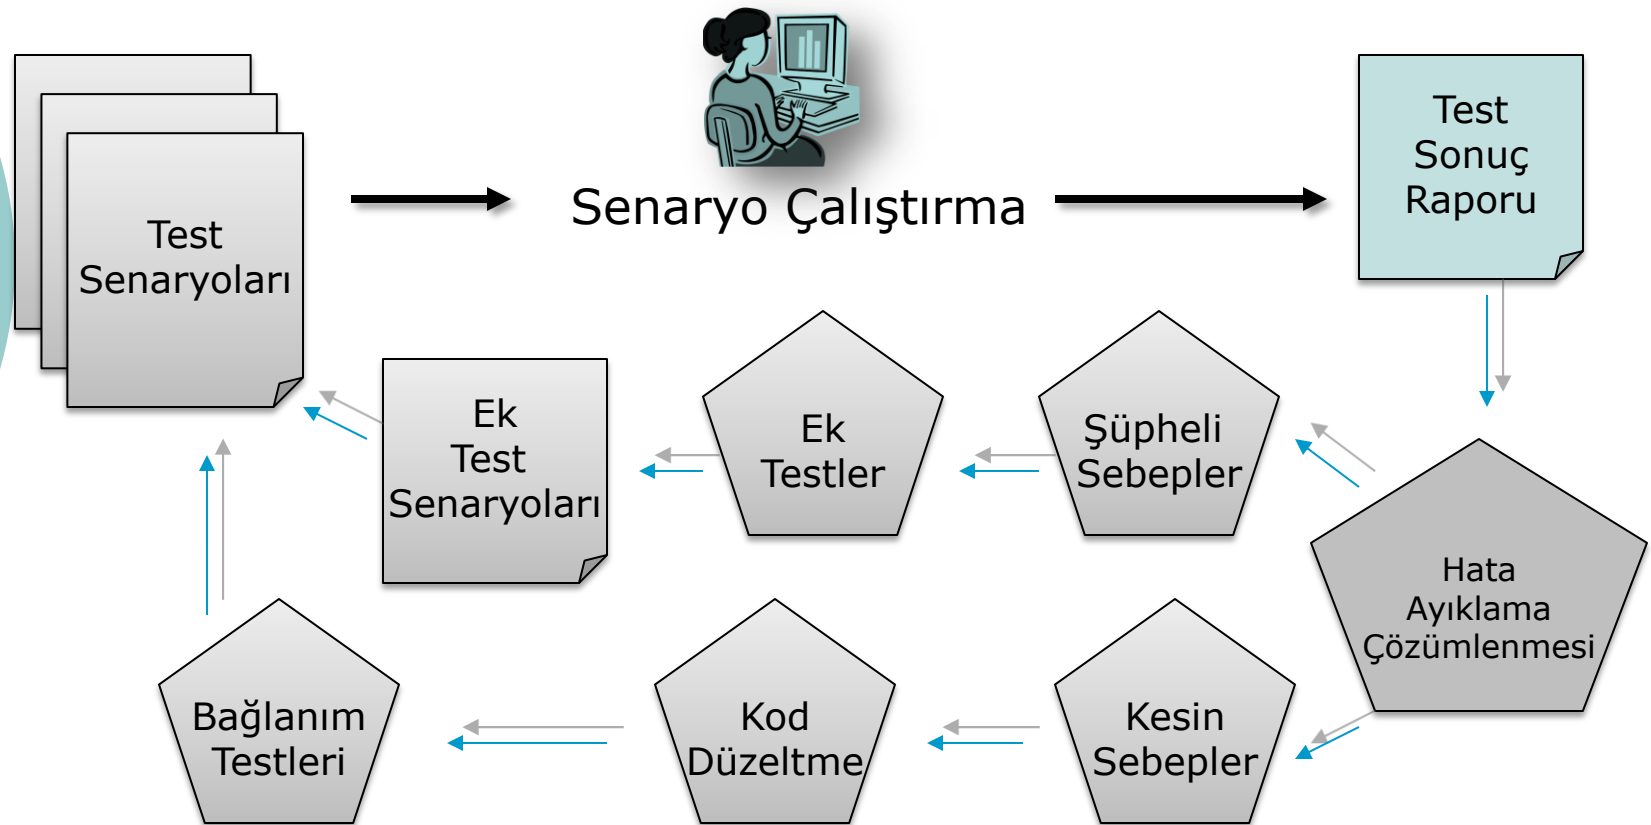 Test
Senaryoları
Senaryo Çalıştırma
Test
Sonuç
Raporu
Ek
Test
Senaryoları
Ek
Testler
Şüpheli
Sebepler
Hata
Ayıklama
Çözümlenmesi
Bağlanım
Testleri
Kod
Düzeltme
Kesin
Sebepler